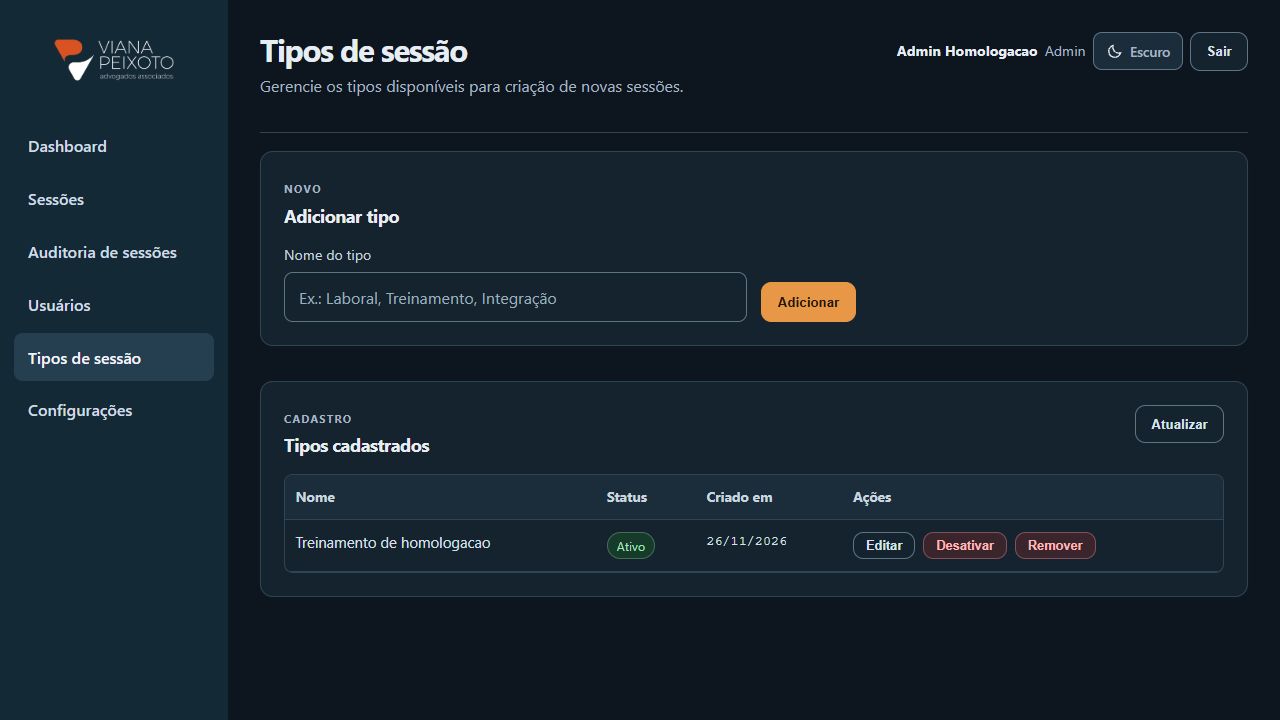 VIANA
PEIXOTO
advogados associados
Dashboard
Sessões
Auditoria de sessões
Usuários
Tipos de sessão
Configurações
Tipos de sessão
Gerencie os tipos disponíveis para criação de novas sessões.
Admin Homologacao Admin Escuro Sair
NOVO
Adicionar tipo
Nome do tipo
Ex.: Laboral, Treinamento, Integração
Adicionar
CADASTRO
Tipos cadastrados
Atualizar
Nome Status Criado em Ações
Treinamento de homologacao Ativo 26/11/2026 Editar Desativar Remover